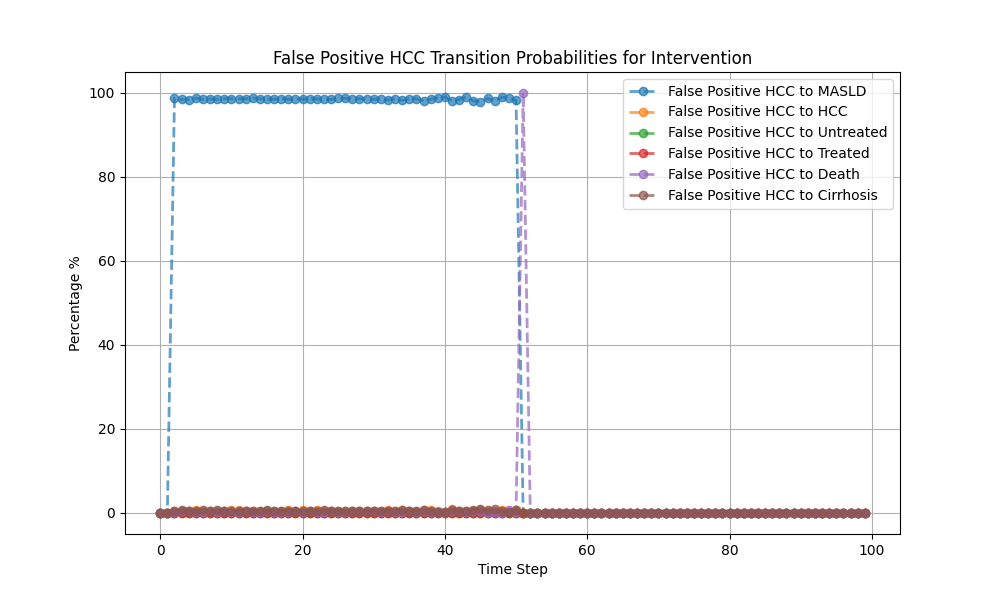 False Positive HCC Transition Probabilities for Intervention
False Positive HCC to MASLD
False Positive HCC to HCC
False Positive HCC to Untreated
False Positive HCC to Treated
False Positive HCC to Death
False Positive HCC to Cirrhosis
Percentage %
100
80
60
40
20
0
0
20
40
60
80
100
Time Step